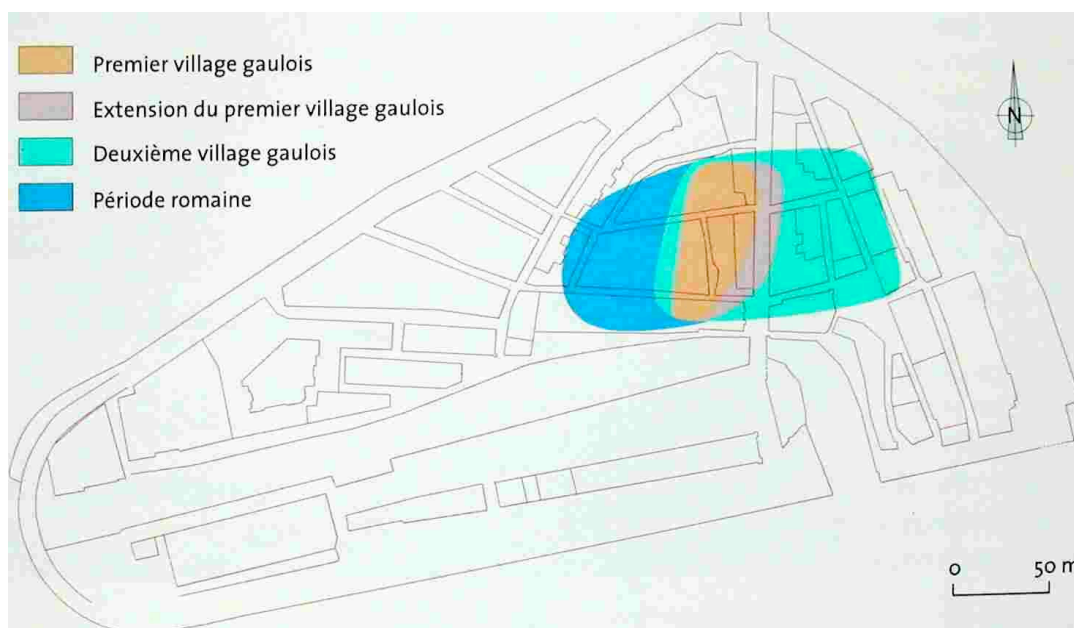 Premier village gaulois
Extension du premier village gaulois
Deuxième village gaulois
Période romaine
N
0 50 m